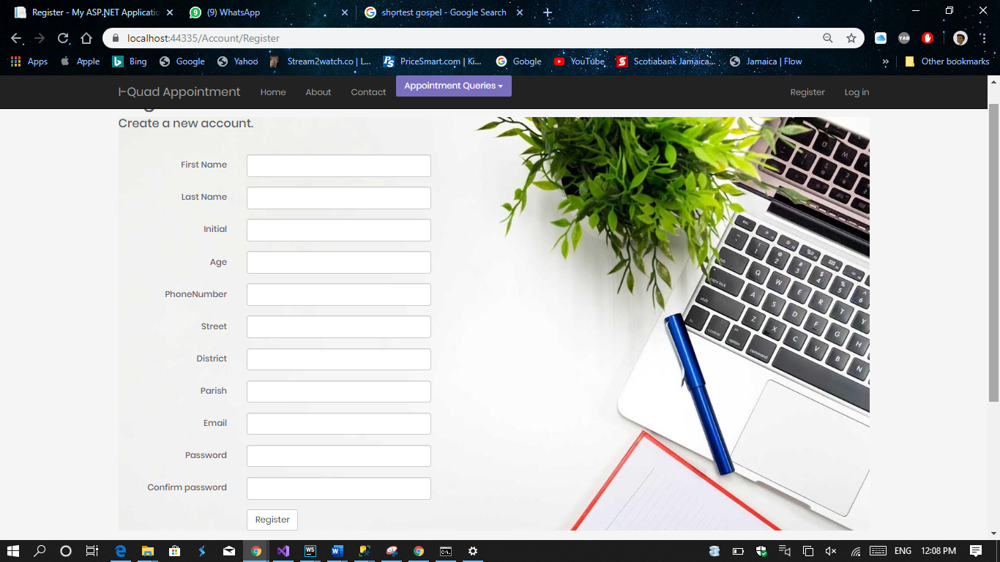 Register - My ASP.NET Applicatio
(9) WhatsApp
shortest gospel - Google Search
localhost:44335/Account/Register
Apps
Apple
Bing
Google
Yahoo
Stream2watch.co | L...
PriceSmart.com | Ki...
Google
YouTube
Scotiabank Jamaica...
Jamaica | Flow
»
Other bookmarks
I-Quad Appointment
Home
About
Contact
Appointment Queries
Register
Log in
Create a new account.
First Name
Last Name
Initial
Age
PhoneNumber
Street
District
Parish
Email
Password
Confirm password
Register
ENG
12:08 PM